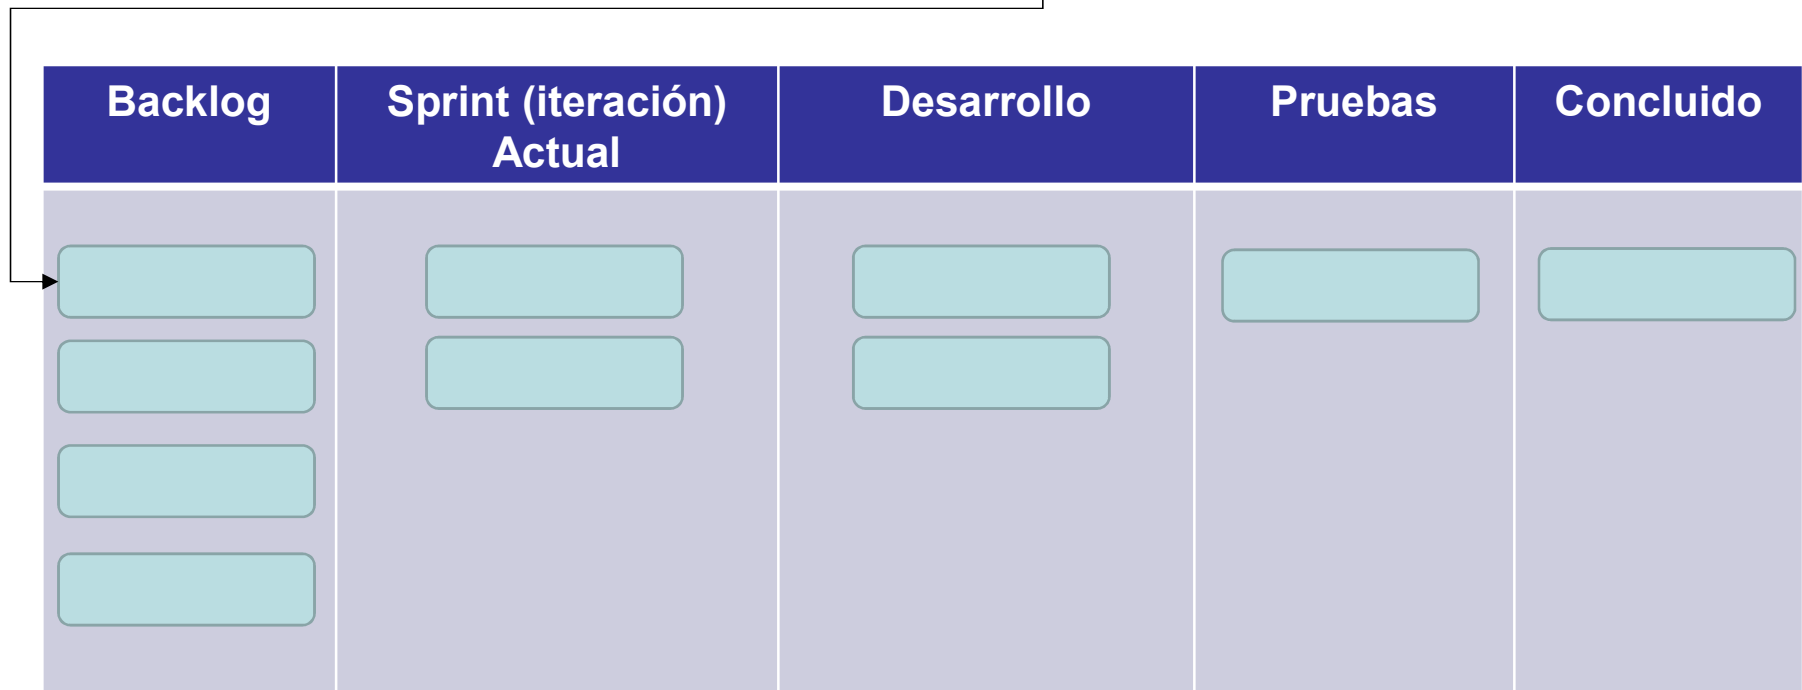 Backlog
Sprint (iteración)
Actual
Desarrollo
Pruebas
Concluido